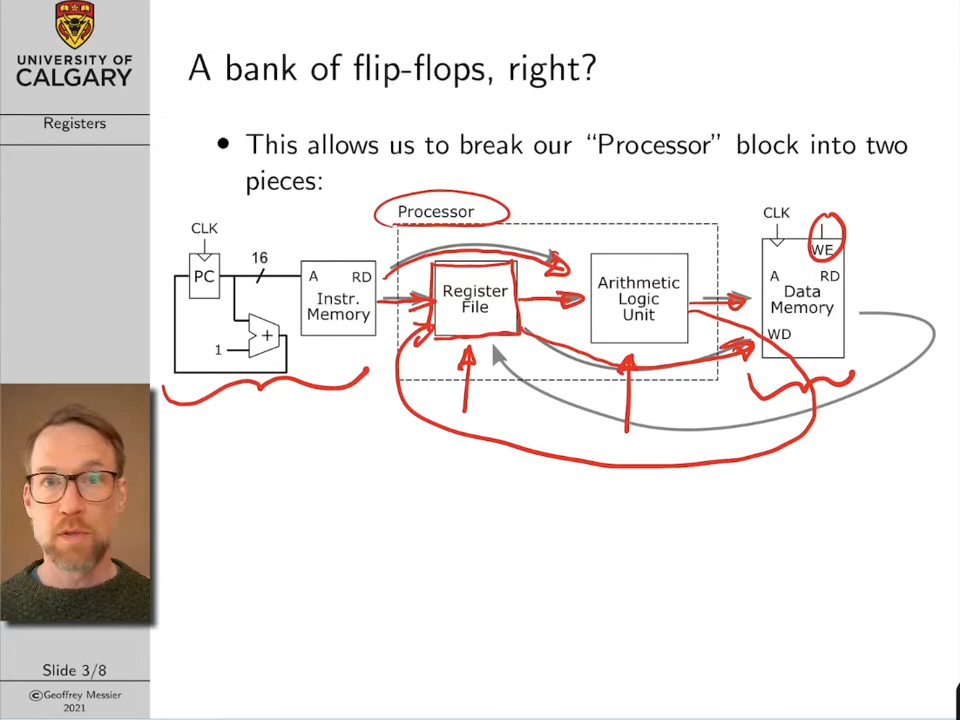 UNIVERSITY OF
CALGARY
Registers
A bank of flip-flops, right?
• This allows us to break our “Processor” block into two
pieces:
Processor
CLK
PC
16
1
+
A RD
Instr.
Memory
Register
File
Arithmetic
Logic
Unit
CLK
WE
A RD
Data
Memory
WD
Slide 3/8
©Geoffrey Messier
2021